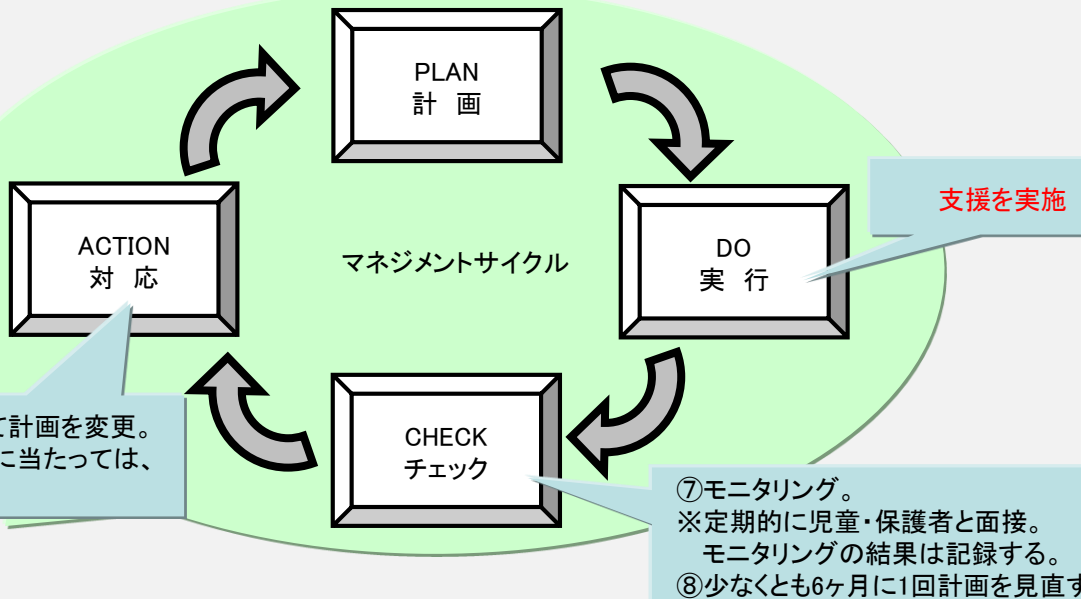 PLAN
計 画
支援を実施
ACTION
対 応
マネジメントサイクル
DO
実 行
て計画を変更。
に当たっては、
CHECK
チェック
⑦モニタリング。
※定期的に児童・保護者と面接。
モニタリングの結果は記録する。
⑧少なくとも6ヶ月に1回計画を見直す